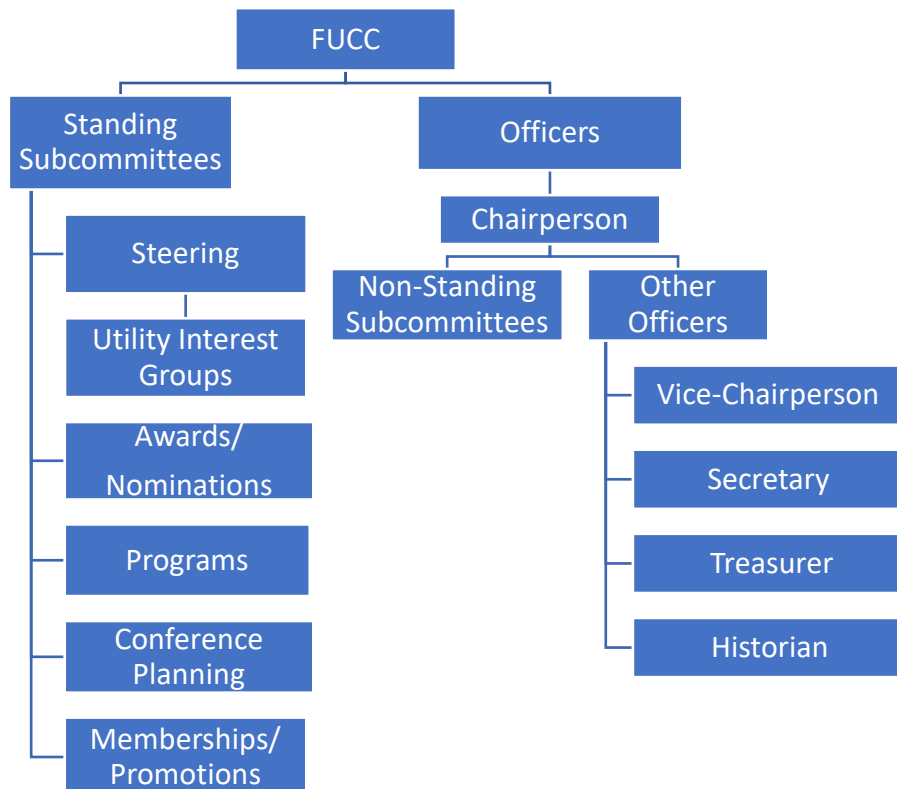 FUCC
Standing
Subcommittees
Steering
Utility Interest
Groups
Awards/
Nominations
Programs
Conference
Planning
Memberships/
Promotions
Officers
Chairperson
Non-Standing
Subcommittees
Other
Officers
Vice-Chairperson
Secretary
Treasurer
Historian